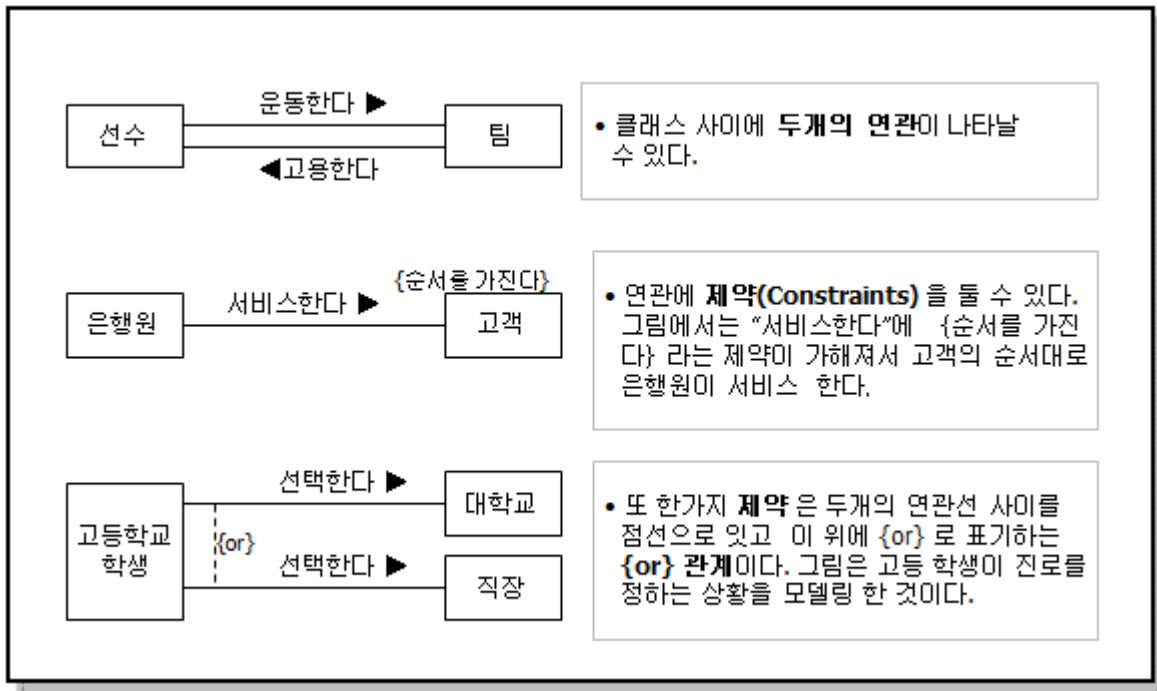 운동한다 ▶
선수
팀
◀고용한다
• 클래스 사이에 두개의 연관이 나타날
수 있다.
{순서를 가진다}
서비스한다 ▶
은행원
고객
• 연관에 제약(Constraints) 을 둘 수 있다.
그림에서는 “서비스한다”에 {순서를 가진
다} 라는 제약이 가해져서 고객의 순서대로
은행원이 서비스 한다.
선택한다 ▶
대학교
고등학교
학생
{or}
선택한다 ▶
직장
• 또 한가지 제약 은 두개의 연관선 사이를
점선으로 잇고 이 위에 {or} 로 표기하는
{or} 관계이다. 그림은 고등 학생이 진로를
정하는 상황을 모델링 한 것이다.